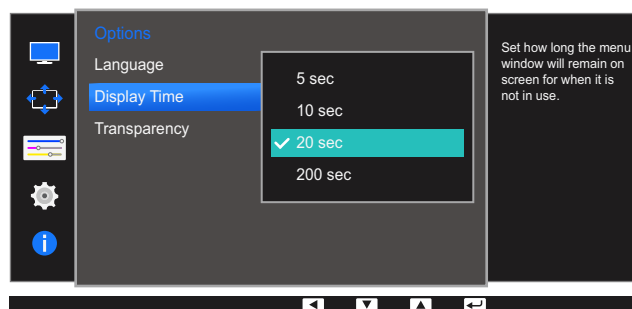 Options
Language
Display Time
Transparency
5 sec
10 sec
20 sec
200 sec
Set how long the menu
window will remain on
screen for when it is
not in use.